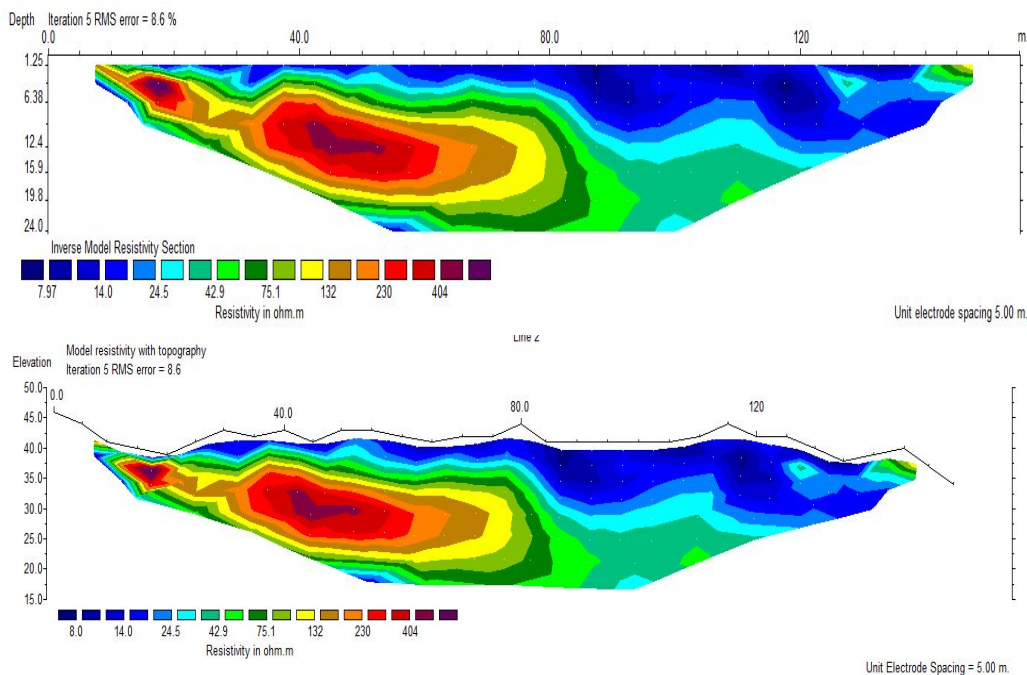 Depth Iteration 5 RMS error = 8.6 %
0.0 40.0 80.0 120 m.
1.25
6.38
12.4
15.9
19.8
24.0
Inverse Model Resistivity Section
7.97 14.0 24.5 42.9 75.1 132 230 404
Resistivity in ohm.m
Unit electrode spacing 5.00 m.
Line 2
Model resistivity with topography
Elevation
Iteration 5 RMS error = 8.6
50.0
45.0
40.0
35.0
30.0
25.0
20.0
15.0
0.0 40.0 80.0 120
8.0 14.0 24.5 42.9 75.1 132 230 404
Resistivity in ohm.m
Unit Electrode Spacing = 5.00 m.